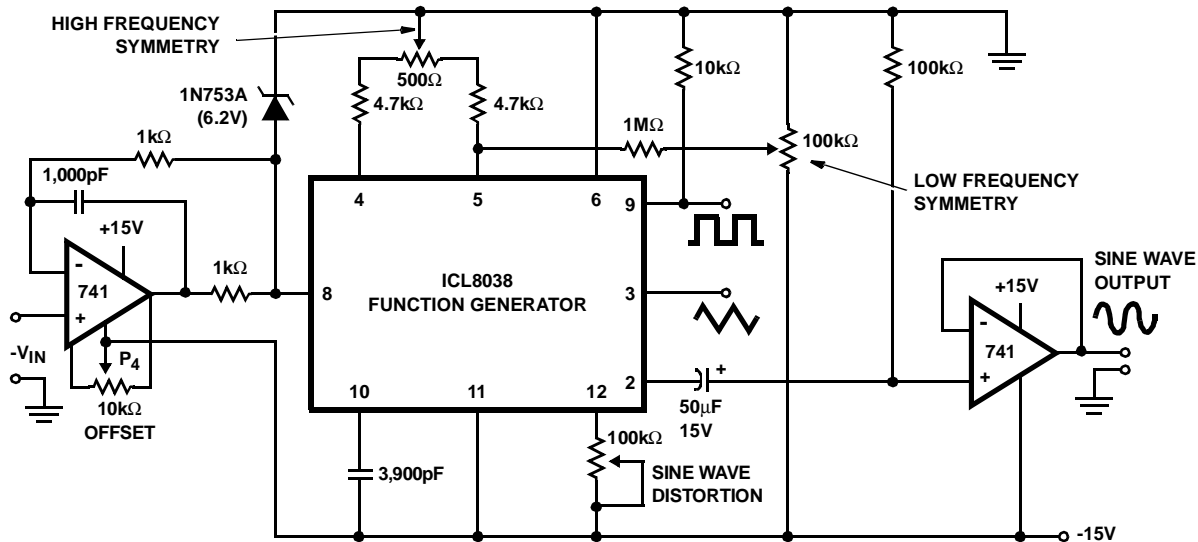 HIGH FREQUENCY
SYMMETRY
500Ω
1N753A
(6.2V)
4.7kΩ
4.7kΩ
10kΩ
100kΩ
1kΩ
1MΩ
100kΩ
LOW FREQUENCY
SYMMETRY
1,000pF
4
5
6
9
+15V
-
741
+
1kΩ
8
ICL8038
FUNCTION GENERATOR
3
SINE WAVE
OUTPUT
+15V
-
741
+
-VIN
P4
10kΩ
OFFSET
10
11
12
2
+
50µF
15V
100kΩ
3,900pF
SINE WAVE
DISTORTION
-15V